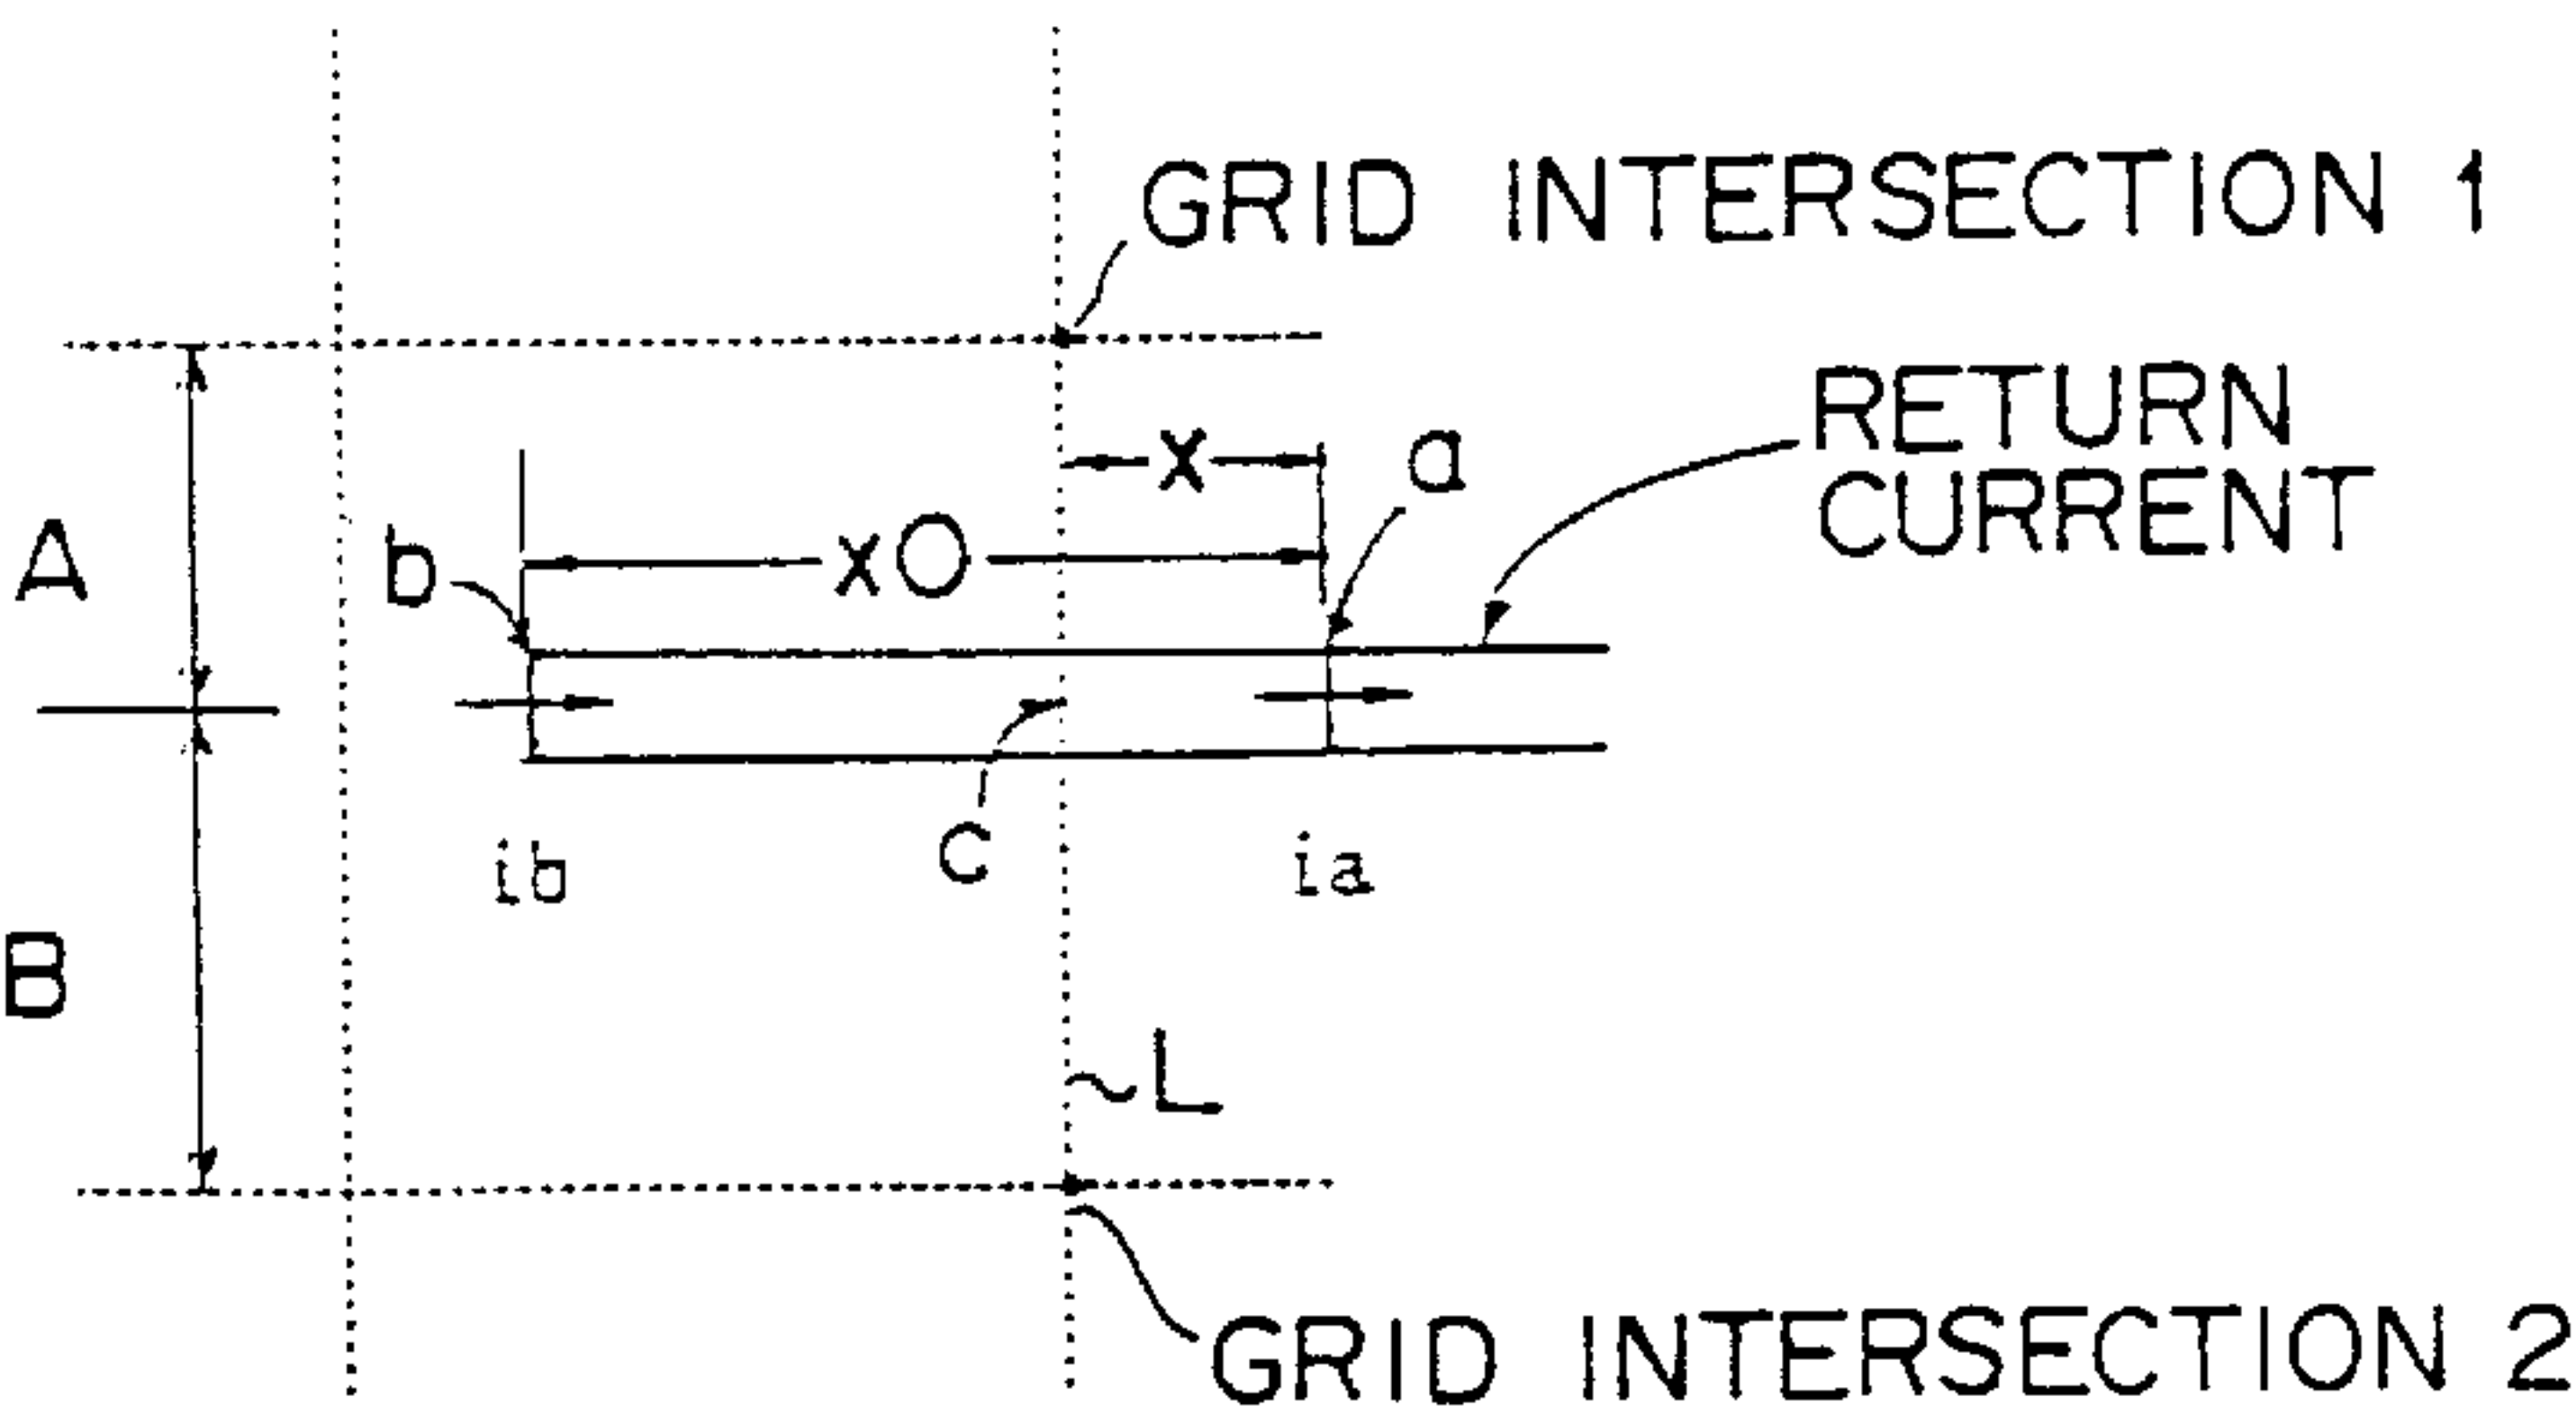 GRID INTERSECTION 1
RETURN
CURRENT
x
a
A
b
xO
c
ib
ia
B
~L
GRID INTERSECTION 2